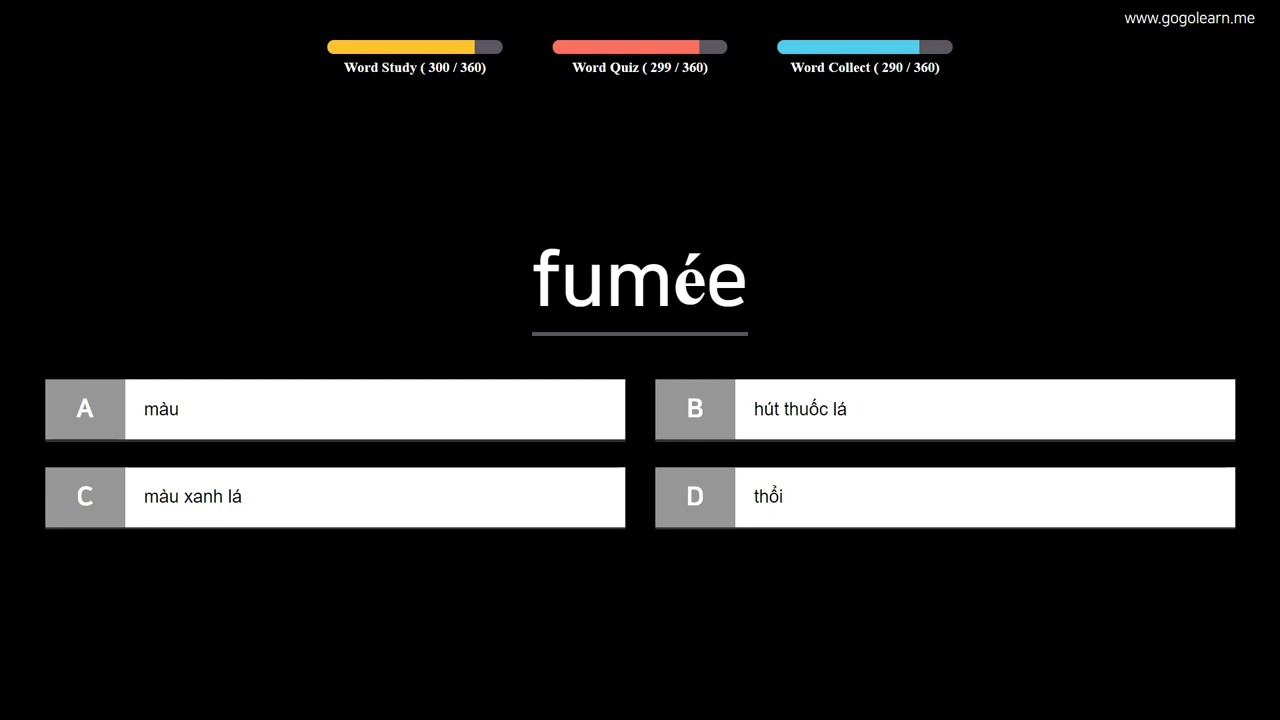 www.gogolearn.me
Word Study ( 300 / 360)
Word Quiz ( 299 / 360)
Word Collect ( 290 / 360)
fumée
A màu
B hút thuốc lá
C màu xanh lá
D thổi